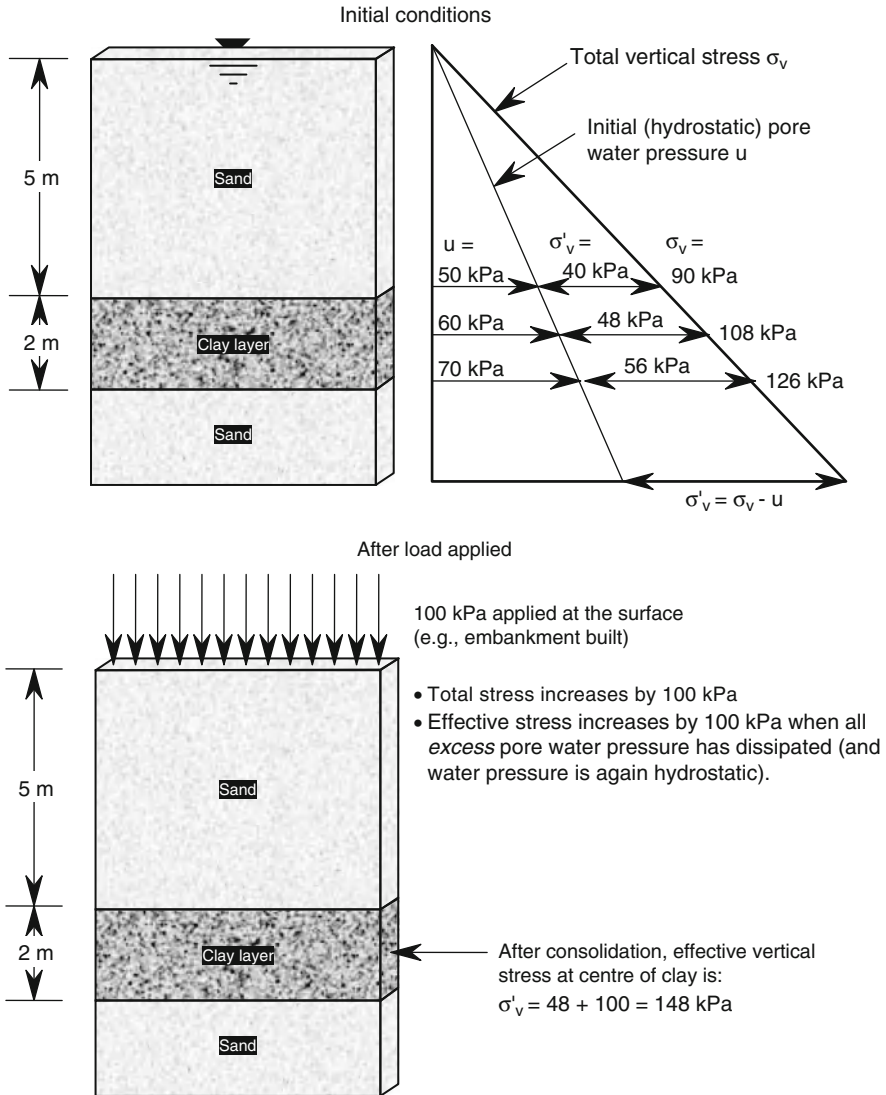 Initial conditions
Total vertical stress σv
Initial (hydrostatic) pore
water pressure u
5 m
Sand
u =
σ'v =
σv =
50 kPa
40 kPa
90 kPa
2 m
Clay layer
60 kPa
48 kPa
108 kPa
70 kPa
56 kPa
126 kPa
Sand
σ'v = σv - u
After load applied
100 kPa applied at the surface
(e.g., embankment built)
• Total stress increases by 100 kPa
• Effective stress increases by 100 kPa when all
excess pore water pressure has dissipated (and
water pressure is again hydrostatic).
5 m
Sand
2 m
Clay layer
After consolidation, effective vertical
stress at centre of clay is:
σ'v = 48 + 100 = 148 kPa
Sand